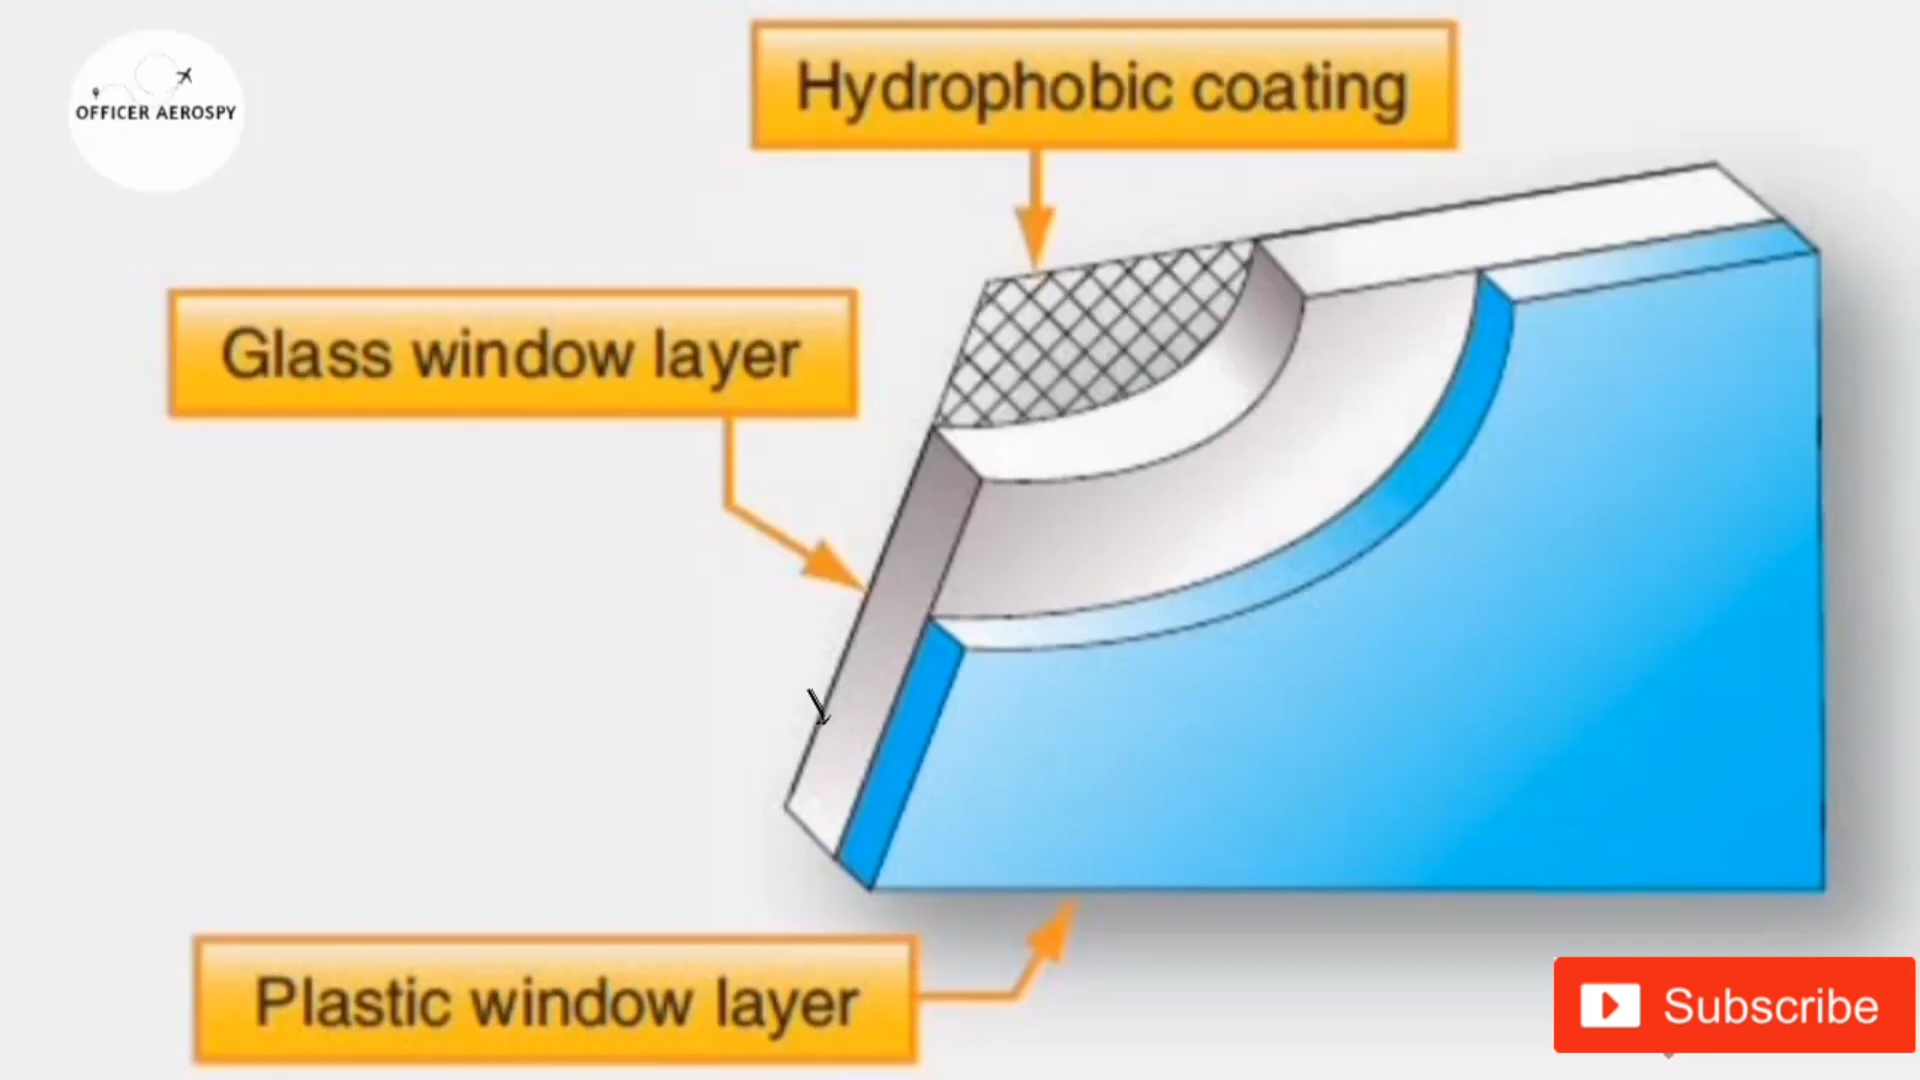 OFFICER AEROSPY
Hydrophobic coating
Glass window layer
Plastic window layer
Subscribe